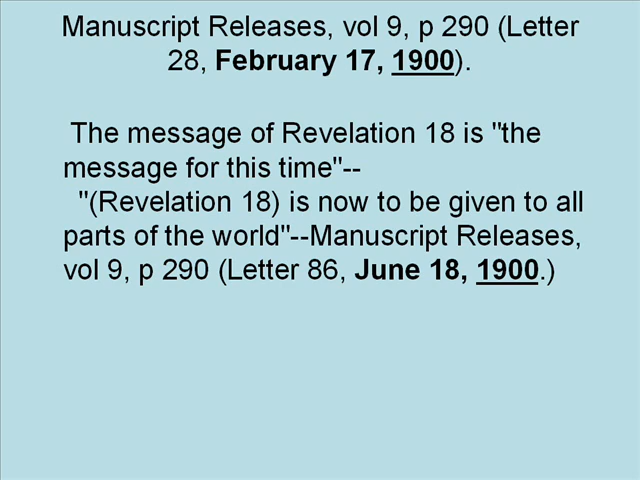 Manuscript Releases, vol 9, p 290 (Letter
28, February 17, 1900).
The message of Revelation 18 is "the
message for this time"--
"(Revelation 18) is now to be given to all
parts of the world"--Manuscript Releases,
vol 9, p 290 (Letter 86, June 18, 1900.)